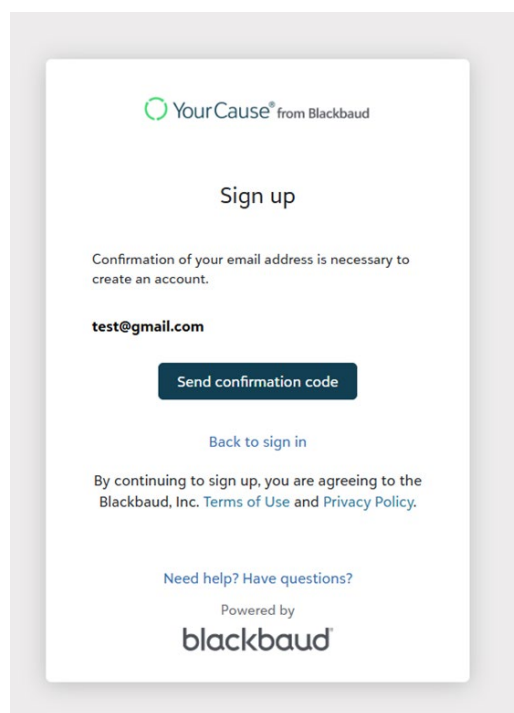 YourCause® from Blackbaud
Sign up
Confirmation of your email address is necessary to
create an account.
test@gmail.com
Send confirmation code
Back to sign in
By continuing to sign up, you are agreeing to the
Blackbaud, Inc. Terms of Use and Privacy Policy.
Need help? Have questions?
Powered by
blackbaud